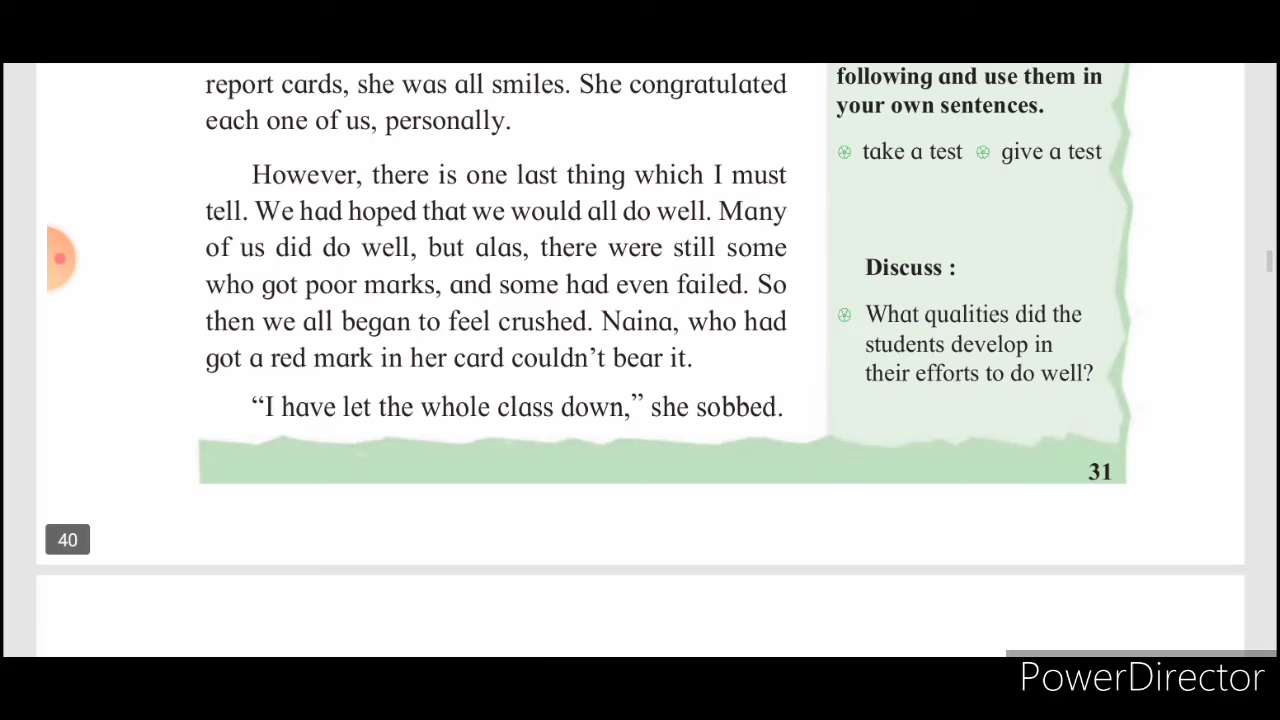 report cards, she was all smiles. She congratulated
each one of us, personally.
However, there is one last thing which I must
tell. We had hoped that we would all do well. Many
of us did do well, but alas, there were still some
who got poor marks, and some had even failed. So
then we all began to feel crushed. Naina, who had
got a red mark in her card couldn’t bear it.
“I have let the whole class down,” she sobbed.
following and use them in
your own sentences.
take a test give a test
Discuss :
What qualities did the
students develop in
their efforts to do well?
31
40
PowerDirector